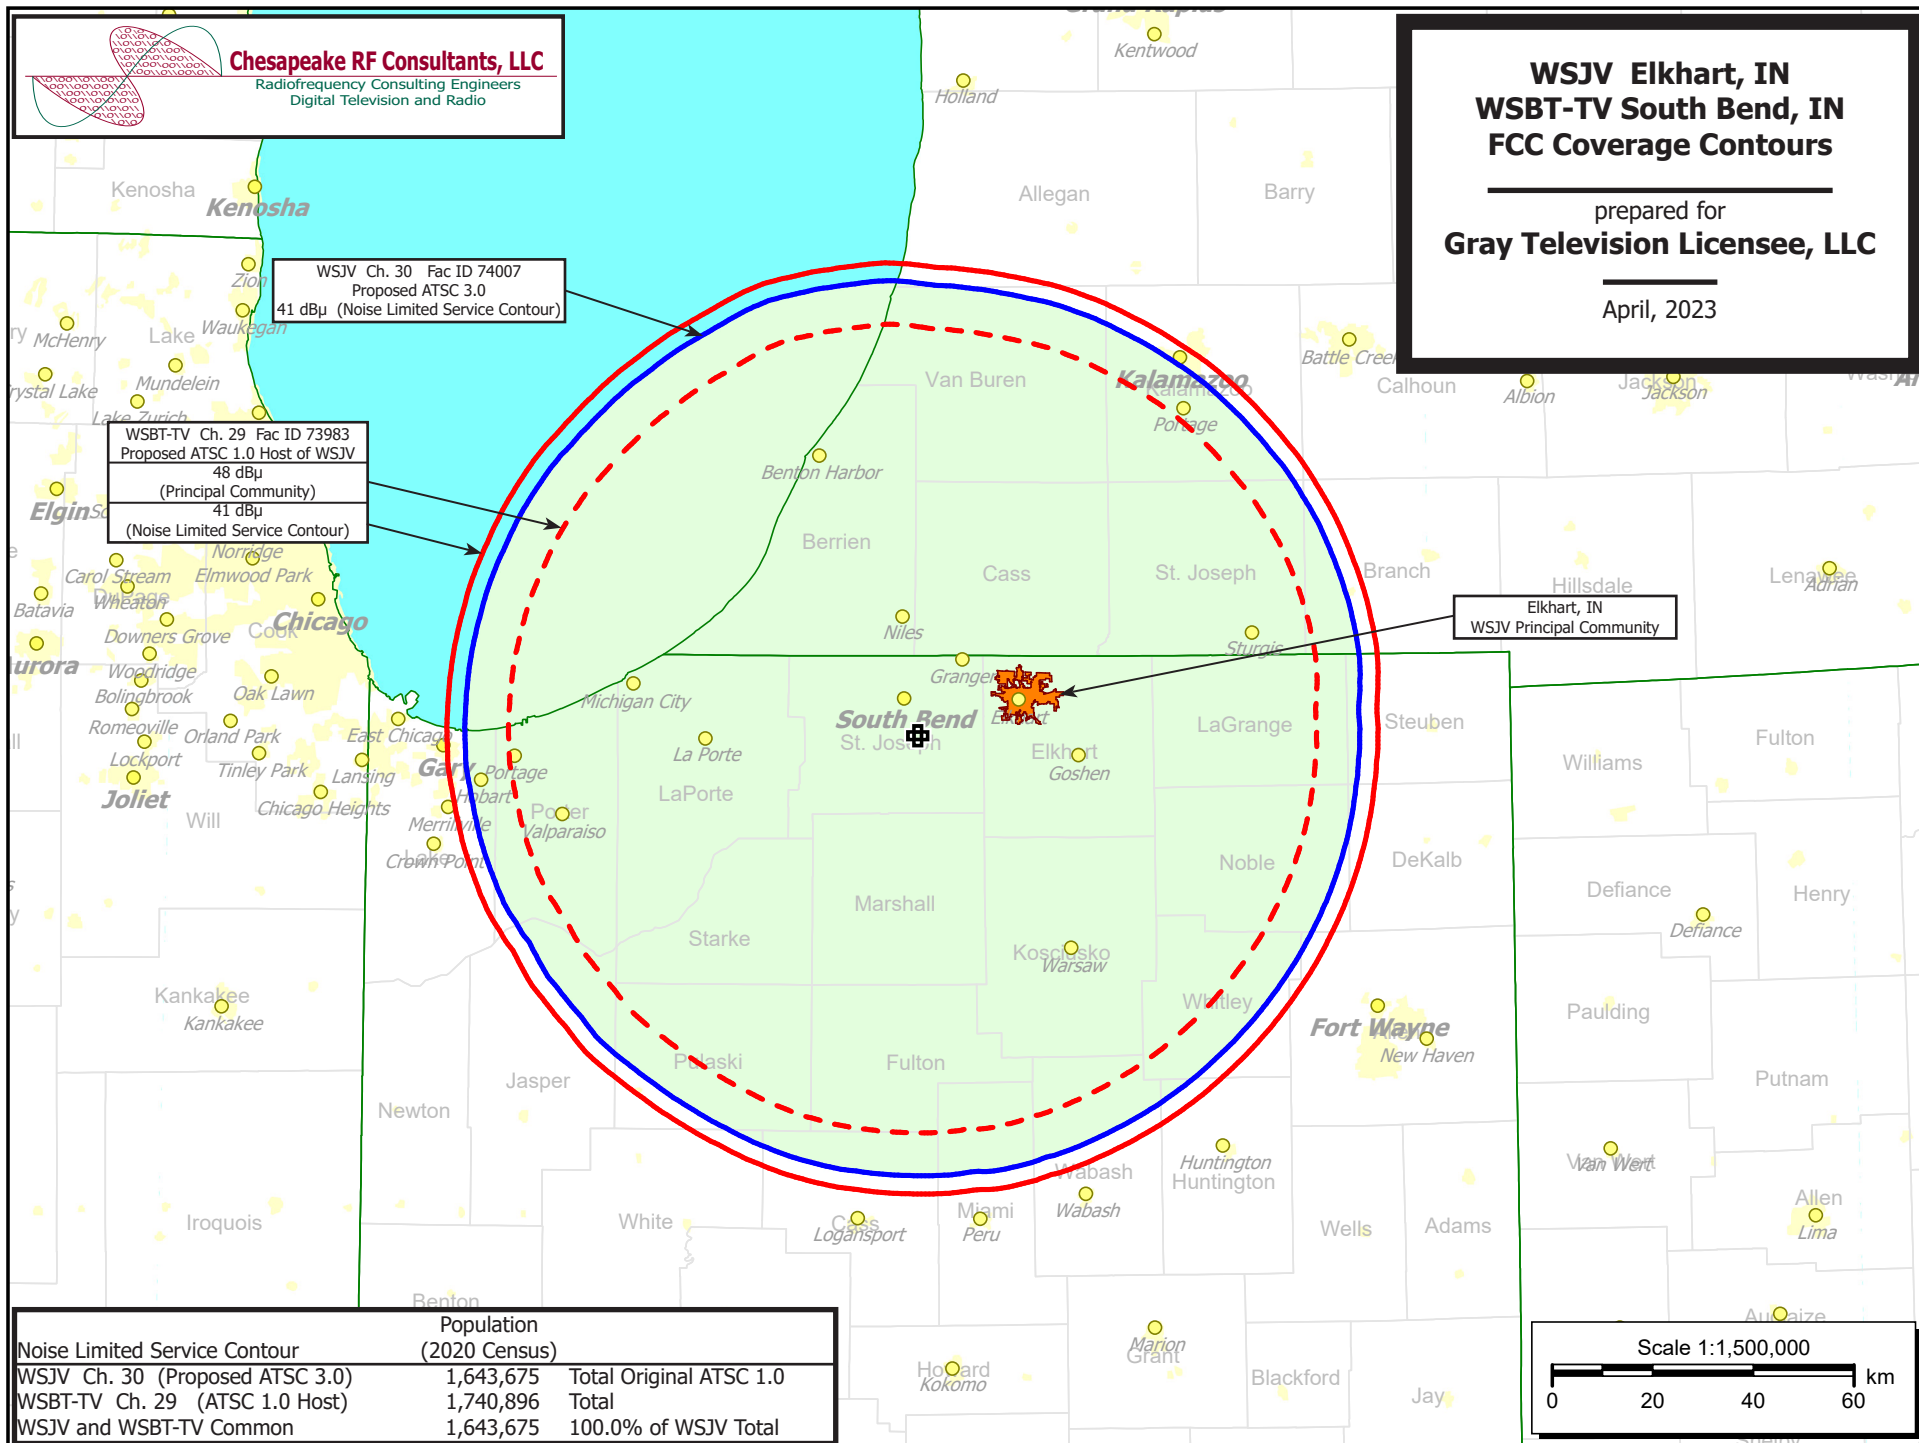 Chesapeake RF Consultants, LLC
Radiofrequency Consulting Engineers
Digital Television and Radio
WSJV Elkhart, IN
WSBT-TV South Bend, IN
FCC Coverage Contours
prepared for
Gray Television Licensee, LLC
April, 2023
Kentwood
Holland
Allegan
Barry
Kenosha
Kenosha
Zion
WSJV Ch. 30 Fac ID 74007
Proposed ATSC 3.0
41 dBµ (Noise Limited Service Contour)
McHenry
Lake
Waukegan
Mundelein
Lake Zurich
Van Buren
Kalamazoo
Kalamazoo
Portage
Calhoun
Albion
Jackson
Jackson
WSBT-TV Ch. 29 Fac ID 73983
Proposed ATSC 1.0 Host of WSJV
48 dBµ
(Principal Community)
41 dBµ
(Noise Limited Service Contour)
Elgin
Benton Harbor
Berrien
Cass
St. Joseph
Branch
Hillsdale
Lenawee
Adrian
Norridge
Carol Stream
Elmwood Park
DuPage
Wheaton
Batavia
Downers Grove
Cook
Chicago
Niles
Sturgis
Elkhart, IN
WSJV Principal Community
Woodridge
Bolingbrook
Oak Lawn
Michigan City
Granger
Romeoville
Orland Park
East Chicago
South Bend
St. Joseph
Elkhart
Elkhart
LaGrange
Steuben
Fulton
Lockport
Tinley Park
Lansing
Gary
Portage
La Porte
Goshen
Williams
Joliet
Chicago Heights
Hobart
LaPorte
Will
Merrillville
Porter
Valparaiso
Lake
Crown Point
Noble
DeKalb
Defiance
Henry
Marshall
Starke
Kosciusko
Warsaw
Defiance
Kankakee
Kankakee
Whitley
Paulding
Fort Wayne
Allen
New Haven
Pulaski
Fulton
Jasper
Newton
Putnam
Wabash
Huntington
Huntington
Van Wert
Van Wert
Iroquois
White
Cass
Logansport
Miami
Peru
Wabash
Wells
Adams
Allen
Lima
Benton
Howard
Kokomo
Marion
Grant
Blackford
Jay
Auglaize
Population
Noise Limited Service Contour (2020 Census)
WSJV Ch. 30 (Proposed ATSC 3.0) 1,643,675 Total Original ATSC 1.0
WSBT-TV Ch. 29 (ATSC 1.0 Host) 1,740,896 Total
WSJV and WSBT-TV Common 1,643,675 100.0% of WSJV Total
Scale 1:1,500,000
km
0 20 40 60